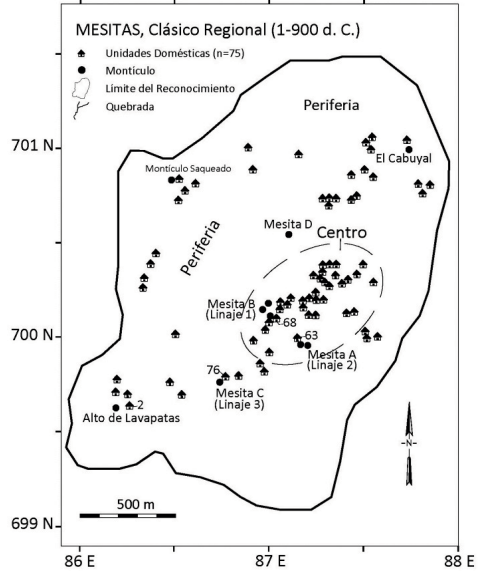 MESITAS, Clásico Regional (1-900 d. C.)
Unidades Domésticas (n=75)
Montículo
Limite del Reconocimiento
Quebrada
Periferia
701 N
El Cabuyal
Montículo Saqueado
Mesita D
Centro
Periferia
Mesita B
(Linaje 1)
68
700 N
63
Mesita A
(Linaje 2)
76
Mesita C
(Linaje 3)
2
Alto de Lavapatas
N
500 m
699 N
86 E
87 E
88 E